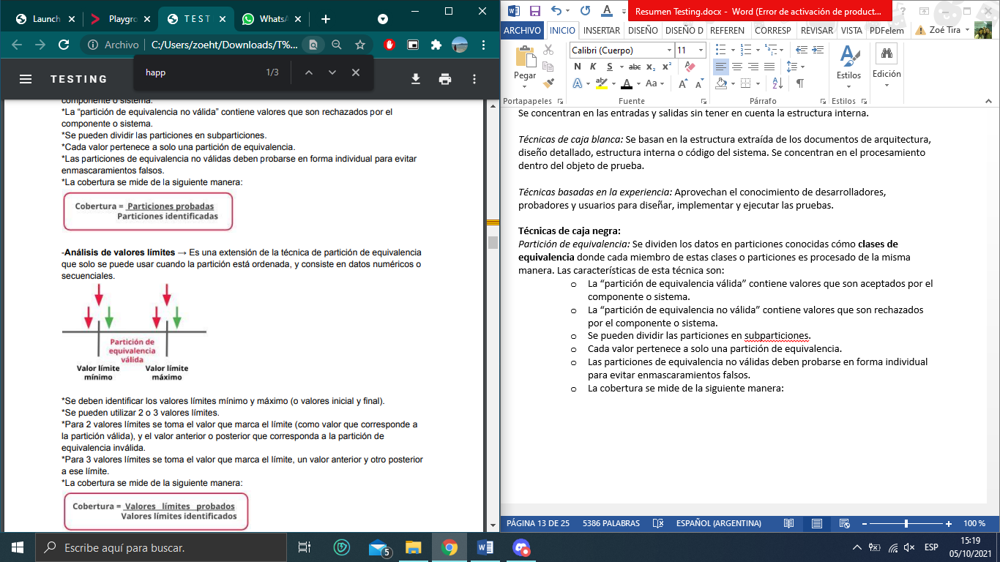 Launch
Playgro
TEST
WhatsA
Archivo
C:/Users/zoeht/Downloads/T%...
happ
1/3
TESTING
componente o sistema.
*La “partición de equivalencia no válida” contiene valores que son rechazados por el
componente o sistema.
*Se pueden dividir las particiones en subparticiones.
*Cada valor pertenece a solo una partición de equivalencia.
*Las particiones de equivalencia no válidas deben probarse en forma individual para evitar
enmascaramientos falsos.
*La cobertura se mide de la siguiente manera:
Cobertura = Particiones probadas
Particiones identificadas
-Análisis de valores límites → Es una extensión de la técnica de partición de equivalencia
que solo se puede usar cuando la partición está ordenada, y consiste en datos numéricos o
secuenciales.
Partición de
equivalencia
válida
Valor límite
mínimo
Valor límite
máximo
*Se deben identificar los valores límites mínimo y máximo (o valores inicial y final).
*Se pueden utilizar 2 o 3 valores límites.
*Para 2 valores límites se toma el valor que marca el límite (como valor que corresponde a
la partición válida), y el valor anterior o posterior que corresponda a la partición de
equivalencia inválida.
*Para 3 valores límites se toma el valor que marca el límite, un valor anterior y otro posterior
a ese límite.
*La cobertura se mide de la siguiente manera:
Cobertura = Valores límites probados
Valores límites identificados
Resumen Testing.docx - Word (Error de activación de product...
ARCHIVO INICIO INSERTAR DISEÑO DISEÑO D REFEREN CORRESP REVISAR VISTA PDFelem Zoé Tira
Calibri (Cuerpo) 11
Pegar
N K S abc x₂ x²
Aa
Estilos
Edición
Portapapeles Fuente Párrafo Estilos
Se concentran en las entradas y salidas sin tener en cuenta la estructura interna.
Técnicas de caja blanca: Se basan en la estructura extraída de los documentos de arquitectura,
diseño detallado, estructura interna o código del sistema. Se concentran en el procesamiento
dentro del objeto de prueba.
Técnicas basadas en la experiencia: Aprovechan el conocimiento de desarrolladores,
probadores y usuarios para diseñar, implementar y ejecutar las pruebas.
Técnicas de caja negra:
Partición de equivalencia: Se dividen los datos en particiones conocidas cómo clases de
equivalencia donde cada miembro de estas clases o particiones es procesado de la misma
manera. Las características de esta técnica son:
o La “partición de equivalencia válida” contiene valores que son aceptados por el
componente o sistema.
o La “partición de equivalencia no válida” contiene valores que son rechazados
por el componente o sistema.
o Se pueden dividir las particiones en subparticiones.
o Cada valor pertenece a solo una partición de equivalencia.
o Las particiones de equivalencia no válidas deben probarse en forma individual
para evitar enmascaramientos falsos.
o La cobertura se mide de la siguiente manera:
PÁGINA 13 DE 25 5386 PALABRAS ESPAÑOL (ARGENTINA) 100 %
Escribe aquí para buscar.
5
ESP
15:19
05/10/2021